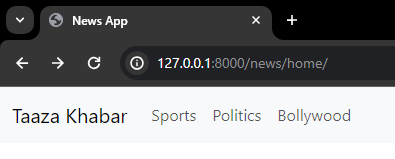 News App
127.0.0.1:8000/news/home/
Taaza Khabar Sports Politics Bollywood